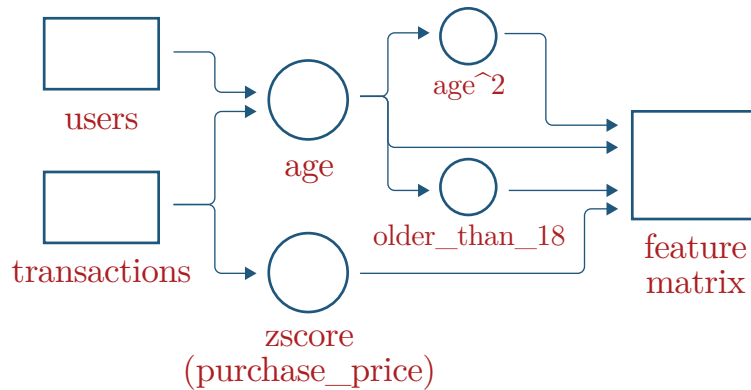 users
transactions
age
zscore
(purchase_price)
age^2
older_than_18
feature
matrix